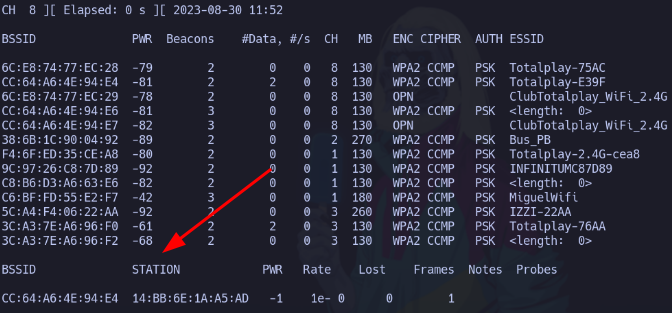 CH 8 ][ Elapsed: 0 s ][ 2023-08-30 11:52
BSSID PWR Beacons #Data, #/s CH MB ENC CIPHER AUTH ESSID
6C:E8:74:77:EC:28 -79 2 0 0 8 130 WPA2 CCMP PSK Totalplay-75AC
CC:64:A6:4E:94:E4 -81 2 2 0 8 130 WPA2 CCMP PSK Totalplay-E39F
6C:E8:74:77:EC:29 -78 2 0 0 8 130 OPN ClubTotalplay_WiFi_2.4G
CC:64:A6:4E:94:E6 -81 3 0 0 8 130 WPA2 CCMP PSK <length: 0>
CC:64:A6:4E:94:E7 -82 3 0 0 8 130 OPN ClubTotalplay_WiFi_2.4G
38:6B:1C:90:04:92 -89 2 0 0 2 270 WPA2 CCMP PSK Bus_PB
F4:6F:ED:35:CE:A8 -80 2 0 0 1 130 WPA2 CCMP PSK Totalplay-2.4G-cea8
9C:97:26:C8:7D:89 -92 2 0 0 1 130 WPA2 CCMP PSK INFINITUMC87D89
C8:B6:D3:A6:63:E6 -82 2 0 0 1 130 WPA2 CCMP PSK <length: 0>
C6:BF:FD:55:E2:F7 -42 3 0 0 1 180 WPA2 CCMP PSK MiguelWifi
5C:A4:F4:06:22:AA -92 2 0 0 3 260 WPA2 CCMP PSK IZZI-22AA
3C:A3:7E:A6:96:F0 -61 2 2 0 3 130 WPA2 CCMP PSK Totalplay-76AA
3C:A3:7E:A6:96:F2 -68 2 0 0 3 130 WPA2 CCMP PSK <length: 0>
BSSID STATION PWR Rate Lost Frames Notes Probes
CC:64:A6:4E:94:E4 14:BB:6E:1A:A5:AD -1 1e- 0 0 1